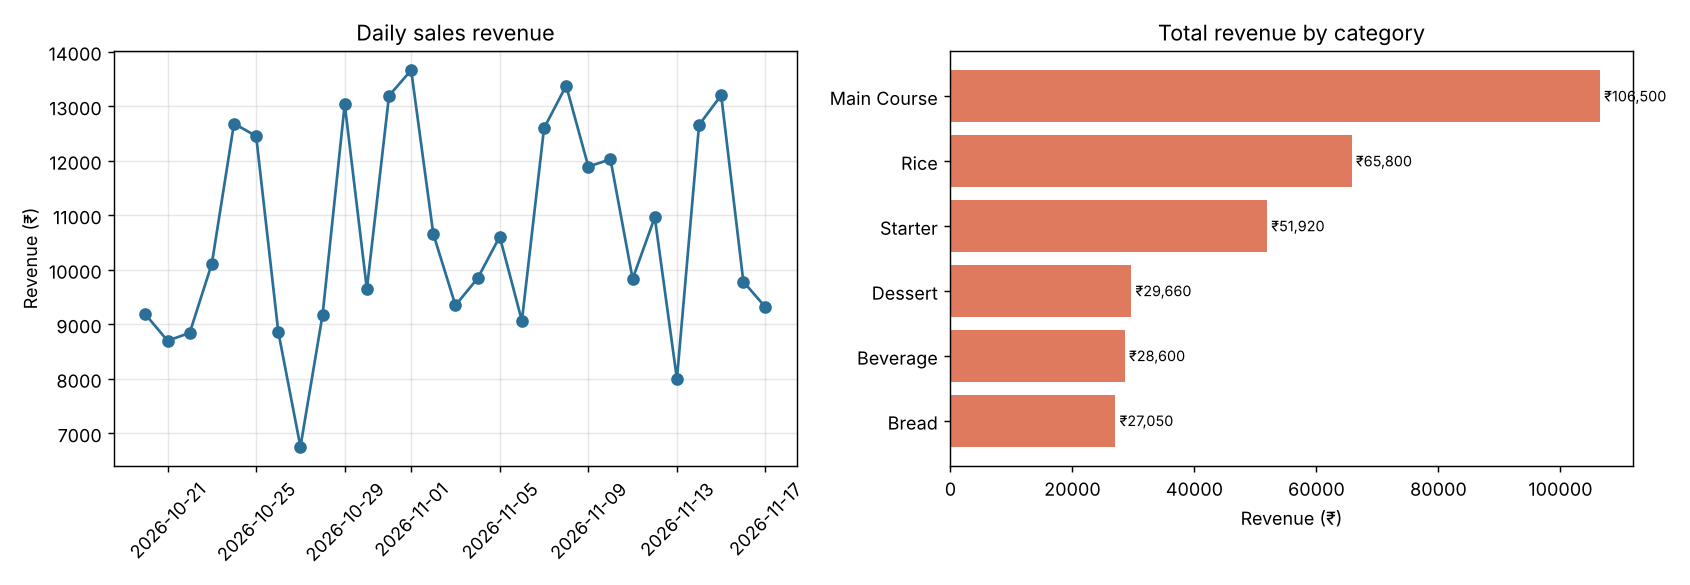 Daily sales revenue
Revenue (₹)
14000
13000
12000
11000
10000
9000
8000
7000
2026-10-21
2026-10-25
2026-10-29
2026-11-01
2026-11-05
2026-11-09
2026-11-13
2026-11-17
Total revenue by category
Main Course ₹106,500
Rice ₹65,800
Starter ₹51,920
Dessert ₹29,660
Beverage ₹28,600
Bread ₹27,050
0 20000 40000 60000 80000 100000
Revenue (₹)